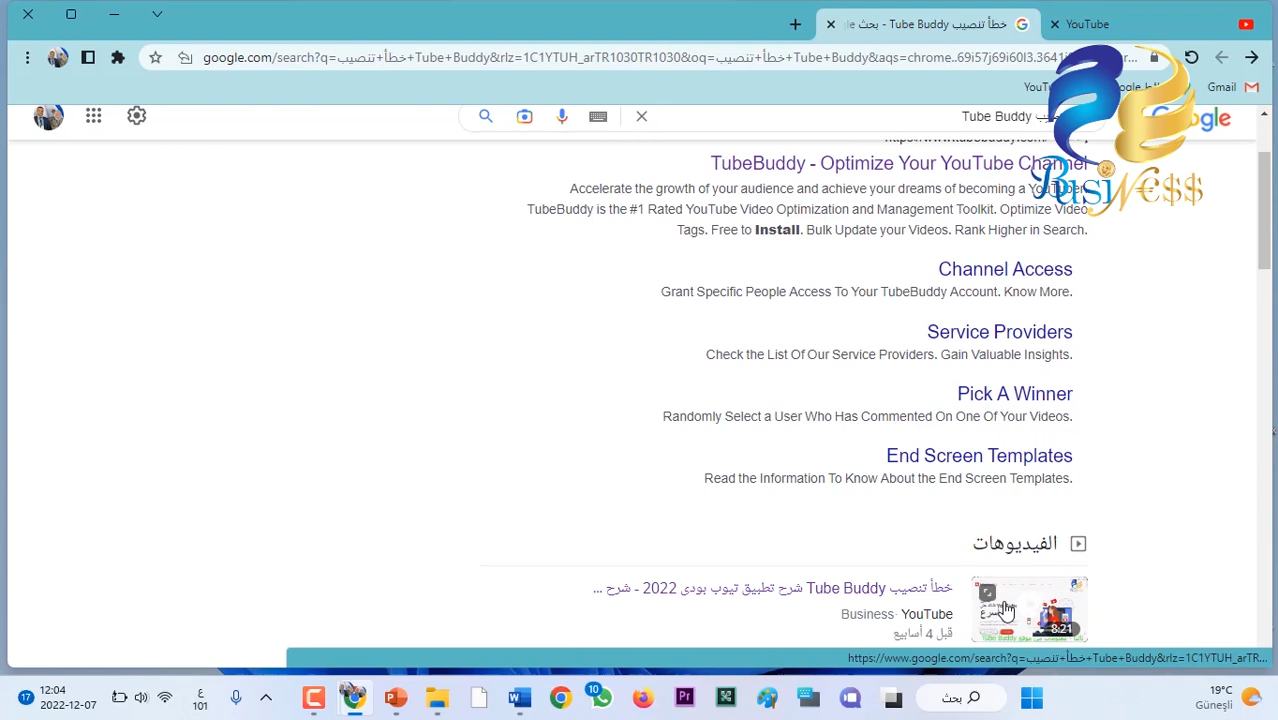 خطأ تنصيب Tube Buddy - بحث
YouTube
google.com/search?q=خطأ+تنصيب+Tube+Buddy&rlz=1C1YTUH_arTR1030TR1030&oq=خطأ+تنصيب+Tube+Buddy&aqs=chrome..69i57j69i60l3.3641
Gmail
Tube Buddy
TubeBuddy - Optimize Your YouTube Channel
Accelerate the growth of your audience and achieve your dreams of becoming a YouTuber.
TubeBuddy is the #1 Rated YouTube Video Optimization and Management Toolkit. Optimize Video
Tags. Free to Install. Bulk Update your Videos. Rank Higher in Search.
Busine$$
Channel Access
Grant Specific People Access To Your TubeBuddy Account. Know More.
Service Providers
Check the List Of Our Service Providers. Gain Valuable Insights.
Pick A Winner
Randomly Select a User Who Has Commented On One Of Your Videos.
End Screen Templates
Read the Information To Know About the End Screen Templates.
الفيديوهات
خطأ تنصيب Tube Buddy شرح تطبيق تيوب بودى 2022 - شرح ...
YouTube · Business
قبل 4 أسابيع
8:21
https://www.google.com/search?q=خطأ+تنصيب+Tube+Buddy&rlz=1C1YTUH_arTR...
17
12:04
2022-12-07
ع
101
10
بحث
19°C
Güneşli